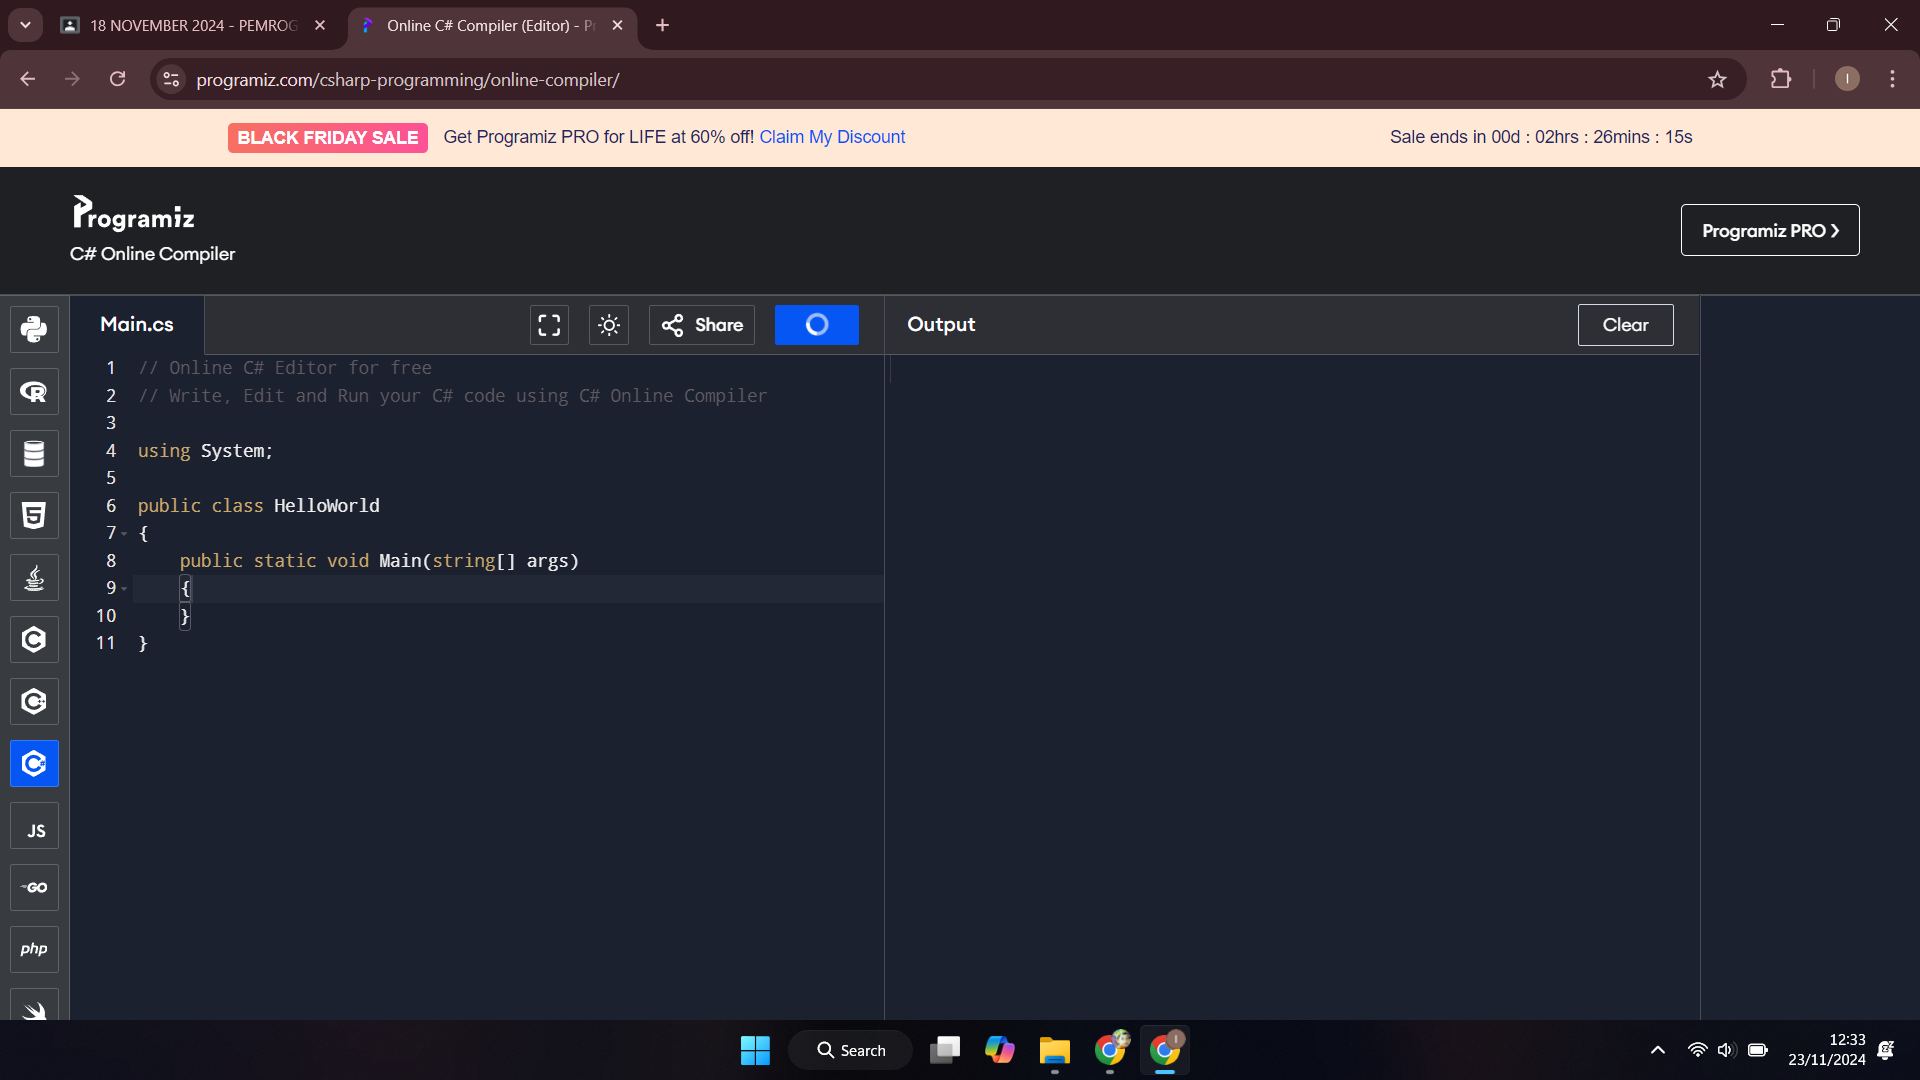 18 NOVEMBER 2024 - PEMROG
Online C# Compiler (Editor) - P
I
programiz.com/csharp-programming/online-compiler/
BLACK FRIDAY SALE Get Programiz PRO for LIFE at 60% off! Claim My Discount
Sale ends in 00d : 02hrs : 26mins : 15s
Programiz
C# Online Compiler
Programiz PRO
Main.cs
Share
Output
Clear
1 // Online C# Editor for free
2 // Write, Edit and Run your C# code using C# Online Compiler
3
4 using System;
5
6 public class HelloWorld
7 {
8 public static void Main(string[] args)
9 {
10 }
11 }
R
5
C
C
C#
JS
GO
php
Search
I
12:33
23/11/2024